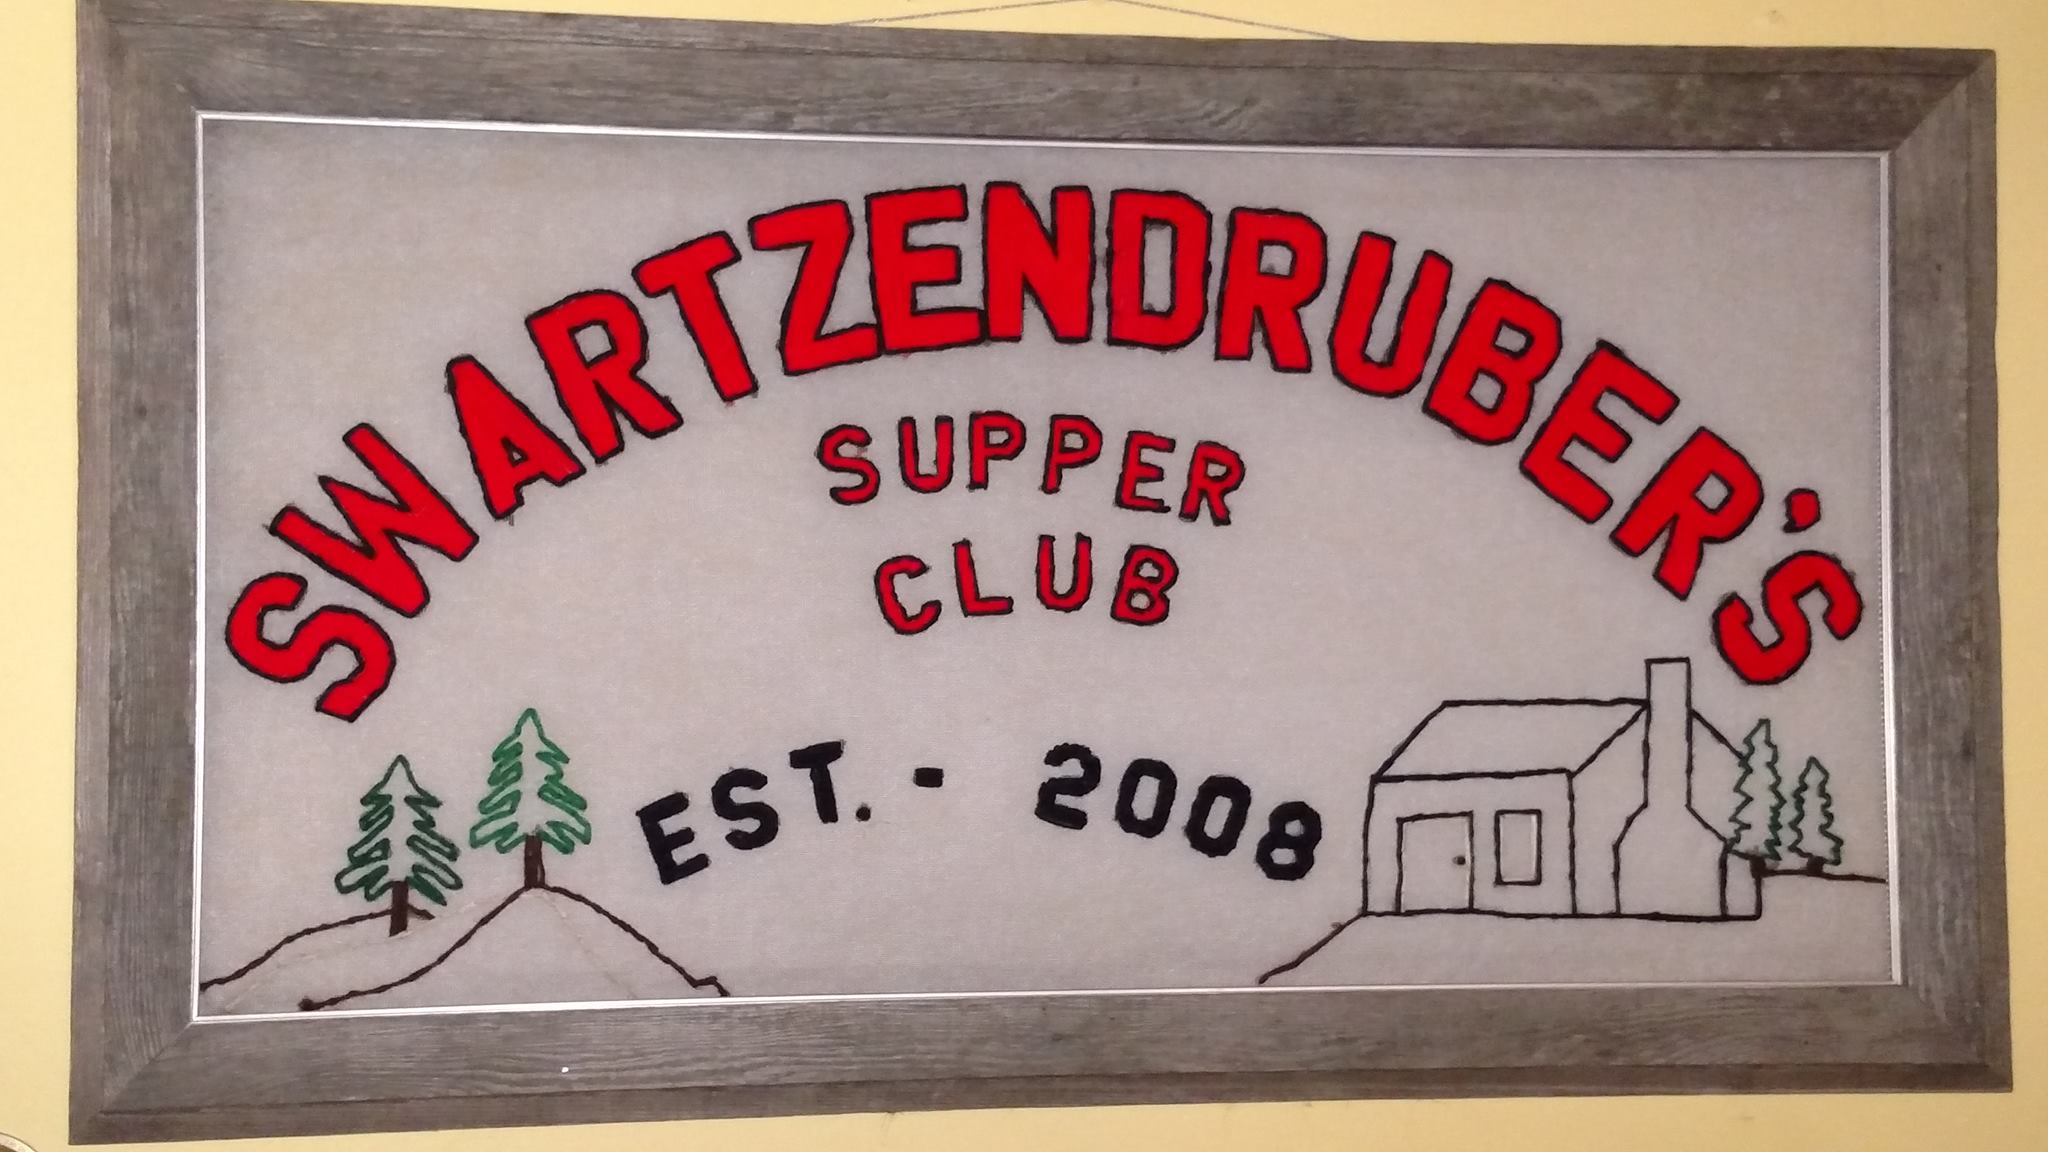 SWARTZENDRUBER'S
SUPPER
CLUB
EST. - 2008